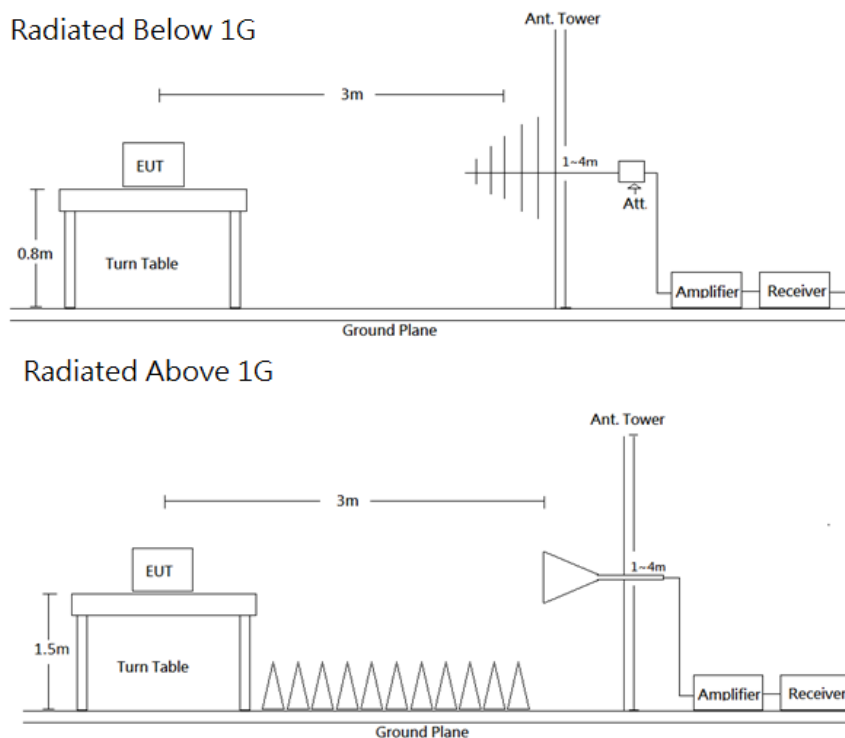 Radiated Below 1G
Ant. Tower
3m
EUT
1~4m
Att.
0.8m
Turn Table
Amplifier
Receiver
Ground Plane
Radiated Above 1G
Ant. Tower
3m
EUT
1~4m
1.5m
Turn Table
Amplifier
Receiver
Ground Plane